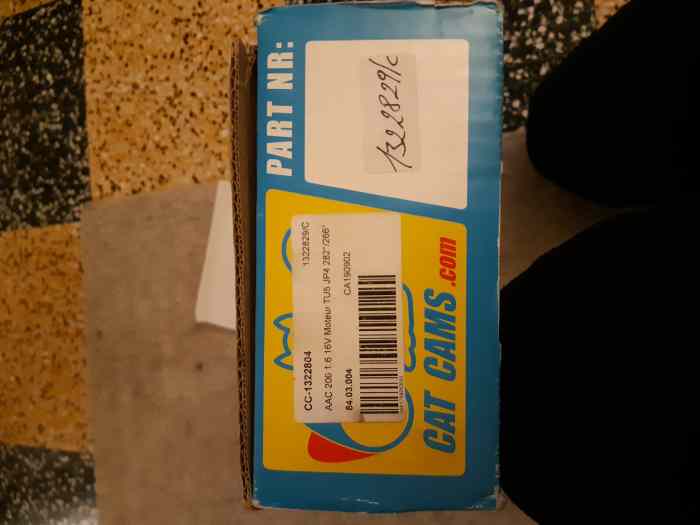 PART NR:
1322829/C
CC-1322804
1322829/C
AAC 206 1.6 16V Moteur TU5 JP4 282°/266°
84.03.004
CA190902
CAT CAMS.com